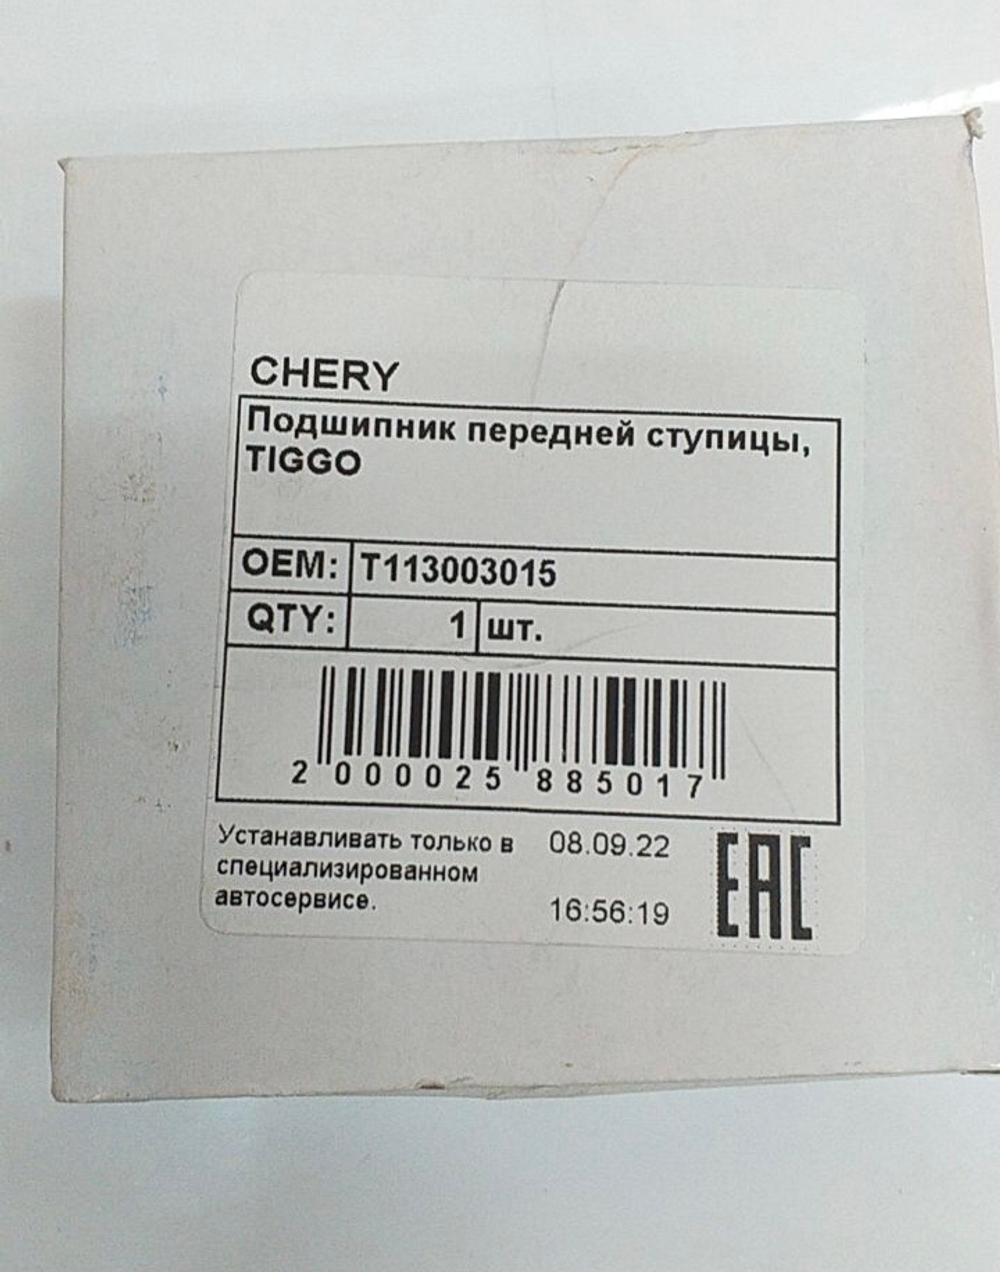 CHERY
Подшипник передней ступицы,
TIGGO
OEM: T113003015
QTY: 1 шт.
2 000025 885017
Устанавливать только в 08.09.22
специализированном
автосервисе. 16:56:19
EAC